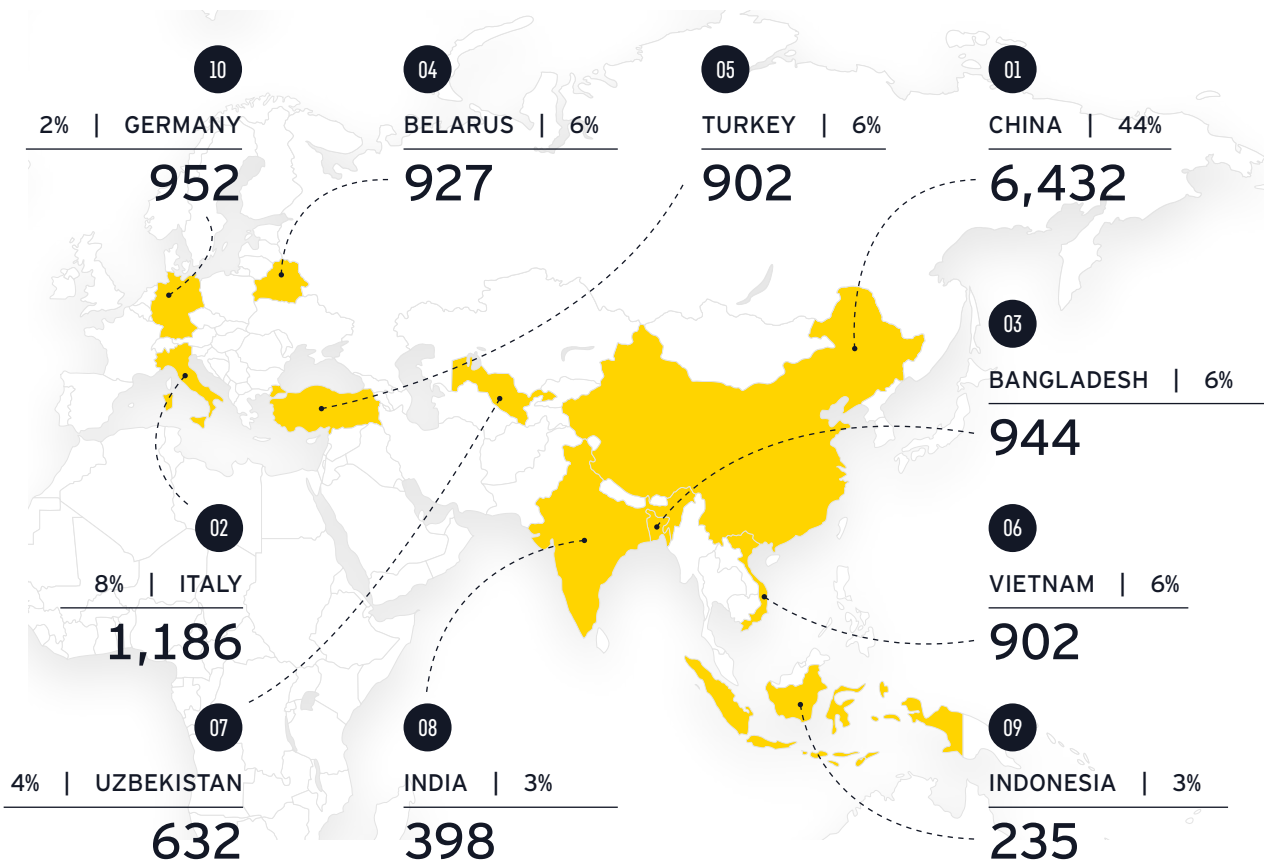 10
2% | GERMANY
952
04
BELARUS | 6%
927
05
TURKEY | 6%
902
01
CHINA | 44%
6,432
03
BANGLADESH | 6%
944
02
8% | ITALY
1,186
06
VIETNAM | 6%
902
07
4% | UZBEKISTAN
632
08
INDIA | 3%
398
09
INDONESIA | 3%
235